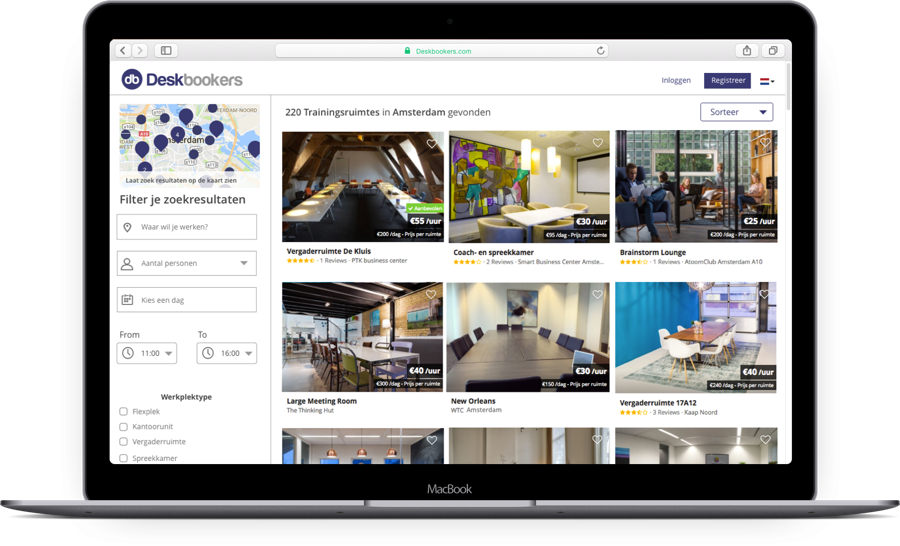 Deskbookers.com
db Deskbookers
Inloggen
Registreer
220 Trainingsruimtes in Amsterdam gevonden
Sorteer
Amsterdam
4
Laat zoek resultaten op de kaart zien
Filter je zoekresultaten
Waar wil je werken?
Aantal personen
Kies een dag
From
To
11:00
16:00
Werkplektype
Flexplek
Kantoorunit
Vergaderruimte
Spreekkamer
Aanbevolen
€55 /uur
€200 /dag - Prijs per ruimte
Vergaderruimte De Kluis
· 1 Reviews · PTK business center
€30 /uur
€95 /dag - Prijs per ruimte
Coach- en spreekkamer
· 2 Reviews · Smart Business Center Amste...
€25 /uur
€200 /dag - Prijs per ruimte
Brainstorm Lounge
· 1 Reviews · AtoomClub Amsterdam A10
€40 /uur
€300 /dag - Prijs per ruimte
Large Meeting Room
The Thinking Hut
€30 /uur
€150 /dag - Prijs per ruimte
New Orleans
WTC Amsterdam
€40 /uur
€240 /dag - Prijs per ruimte
Vergaderruimte 17A12
· 3 Reviews · Kaap Noord
MacBook